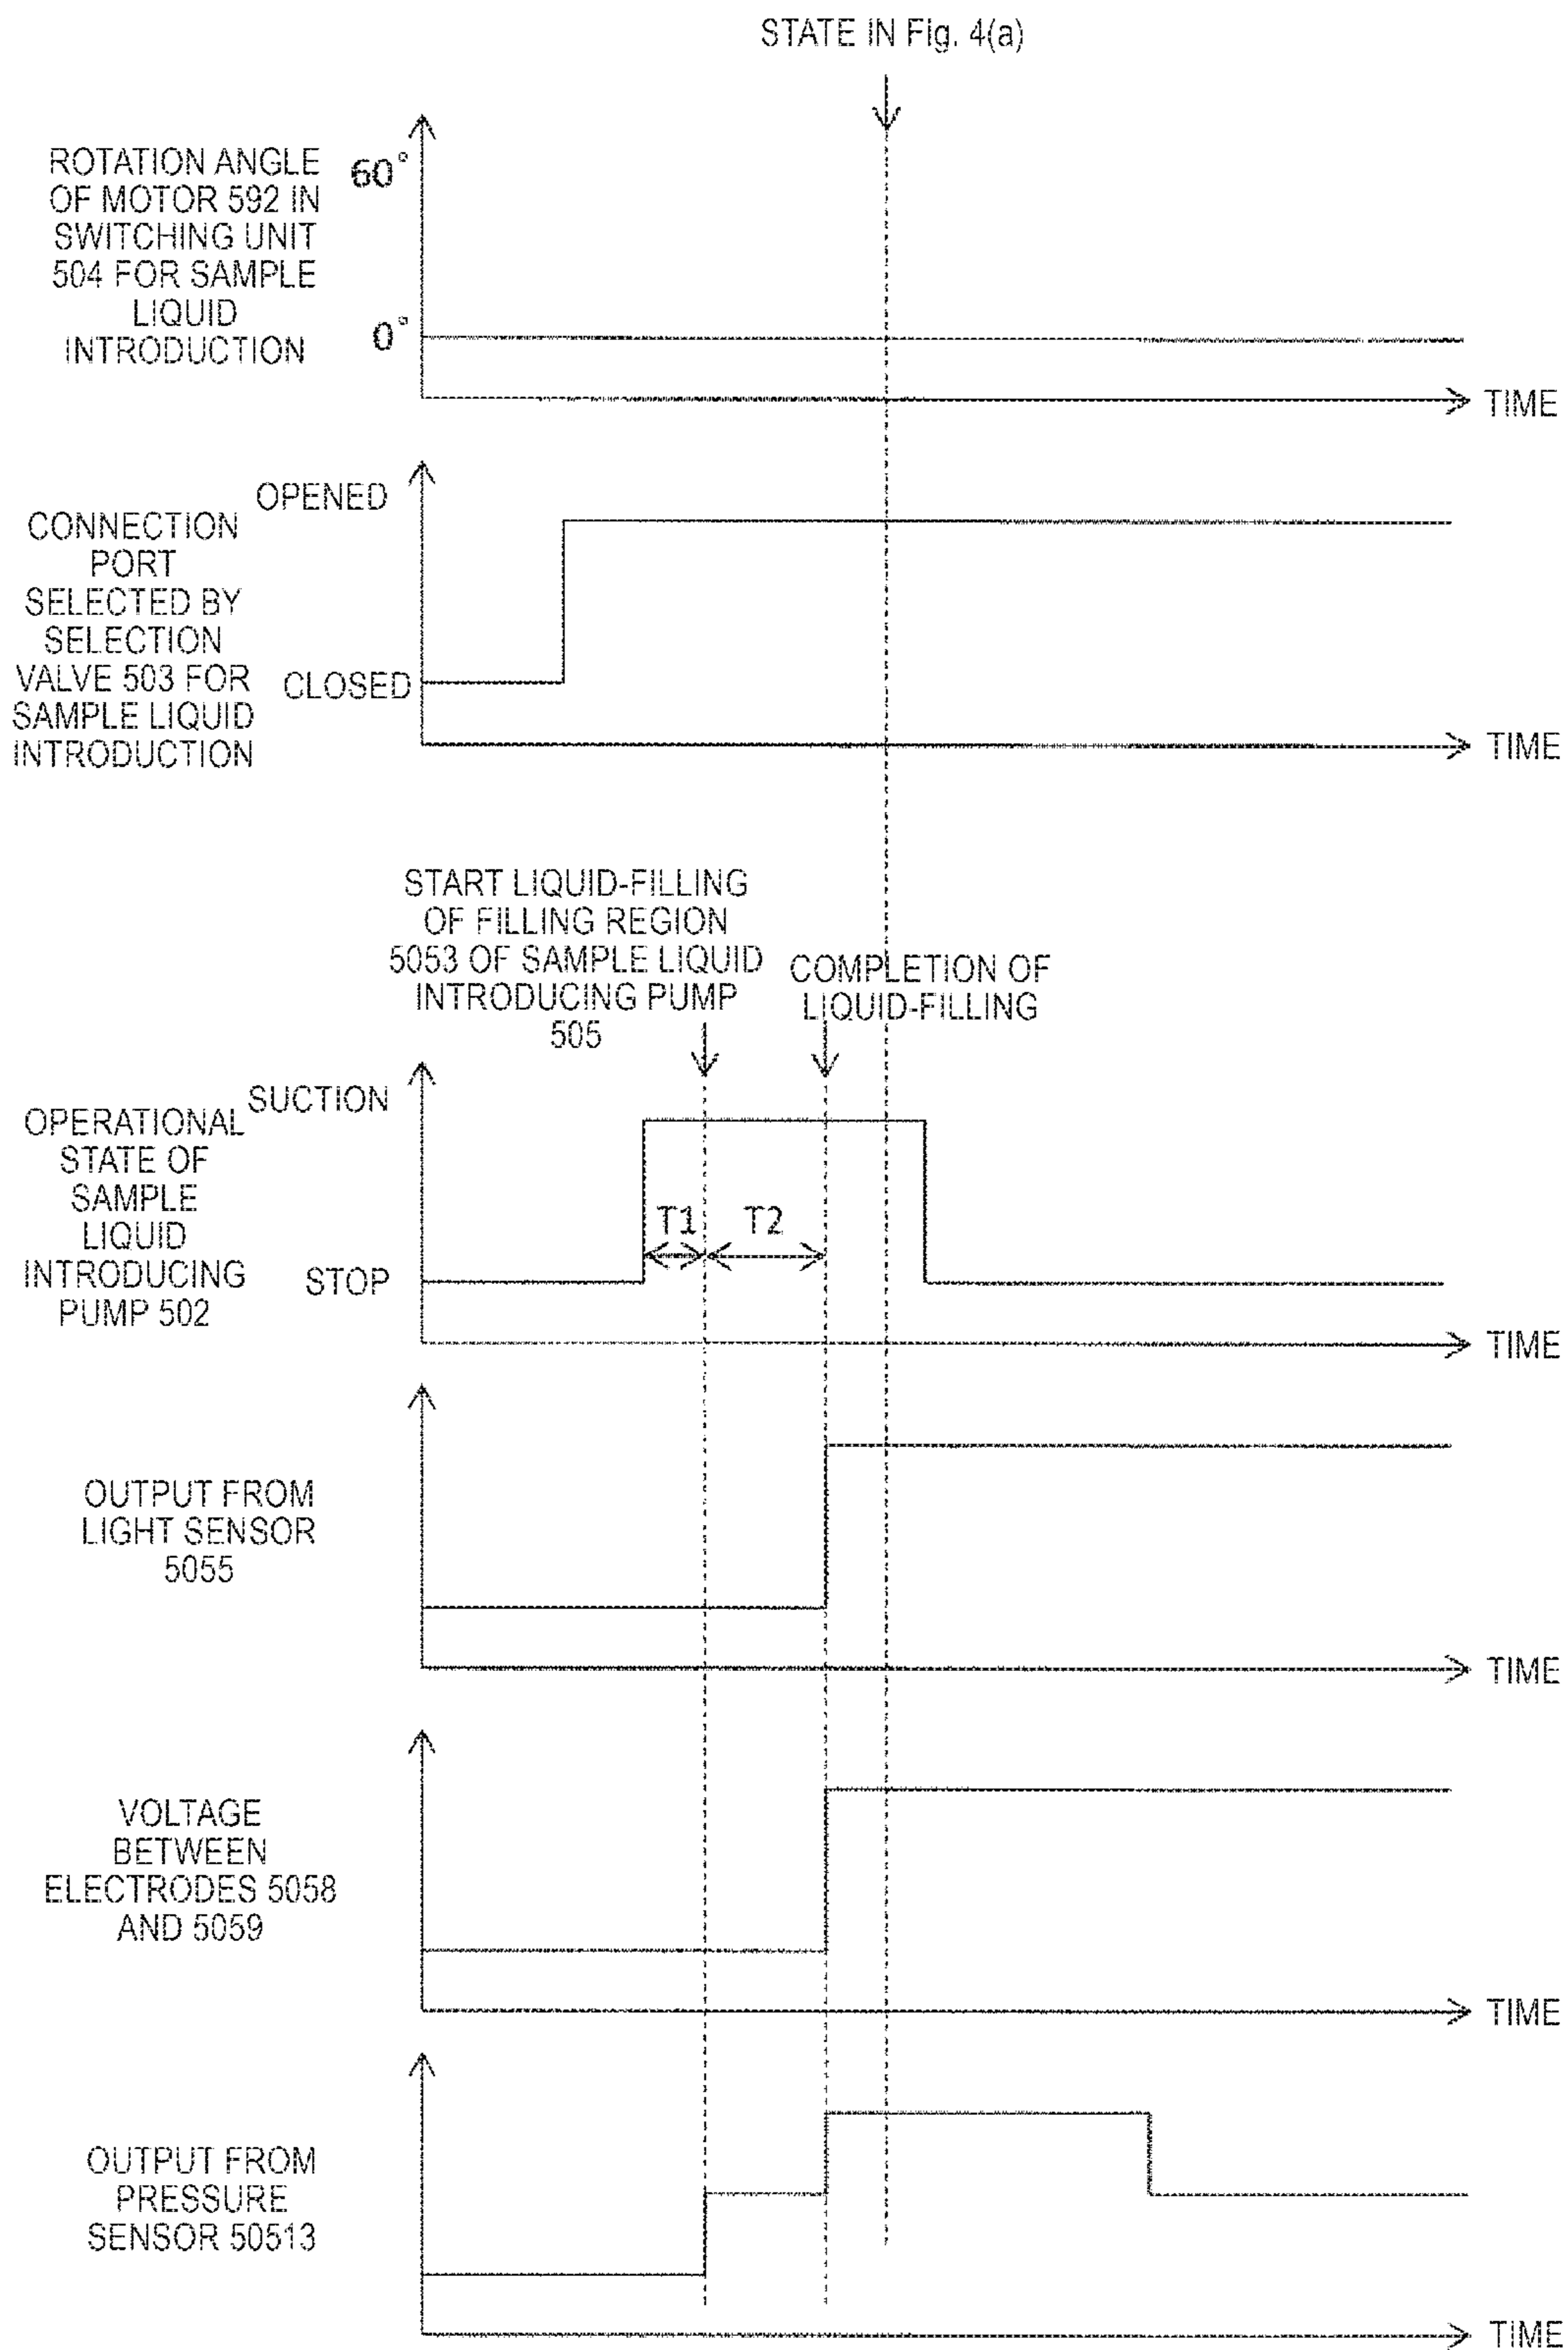 STATE IN Fig. 4(a)
ROTATION ANGLE
OF MOTOR 592 IN
SWITCHING UNIT
504 FOR SAMPLE
LIQUID
INTRODUCTION
60°
0°
TIME
CONNECTION
PORT
SELECTED BY
SELECTION
VALVE 503 FOR
SAMPLE LIQUID
INTRODUCTION
OPENED
CLOSED
TIME
START LIQUID-FILLING
OF FILLING REGION
5053 OF SAMPLE LIQUID
INTRODUCING PUMP
505
COMPLETION OF
LIQUID-FILLING
OPERATIONAL
STATE OF
SAMPLE
LIQUID
INTRODUCING
PUMP 502
SUCTION
STOP
T1
T2
TIME
OUTPUT FROM
LIGHT SENSOR
5055
TIME
VOLTAGE
BETWEEN
ELECTRODES 5058
AND 5059
TIME
OUTPUT FROM
PRESSURE
SENSOR 50513
TIME